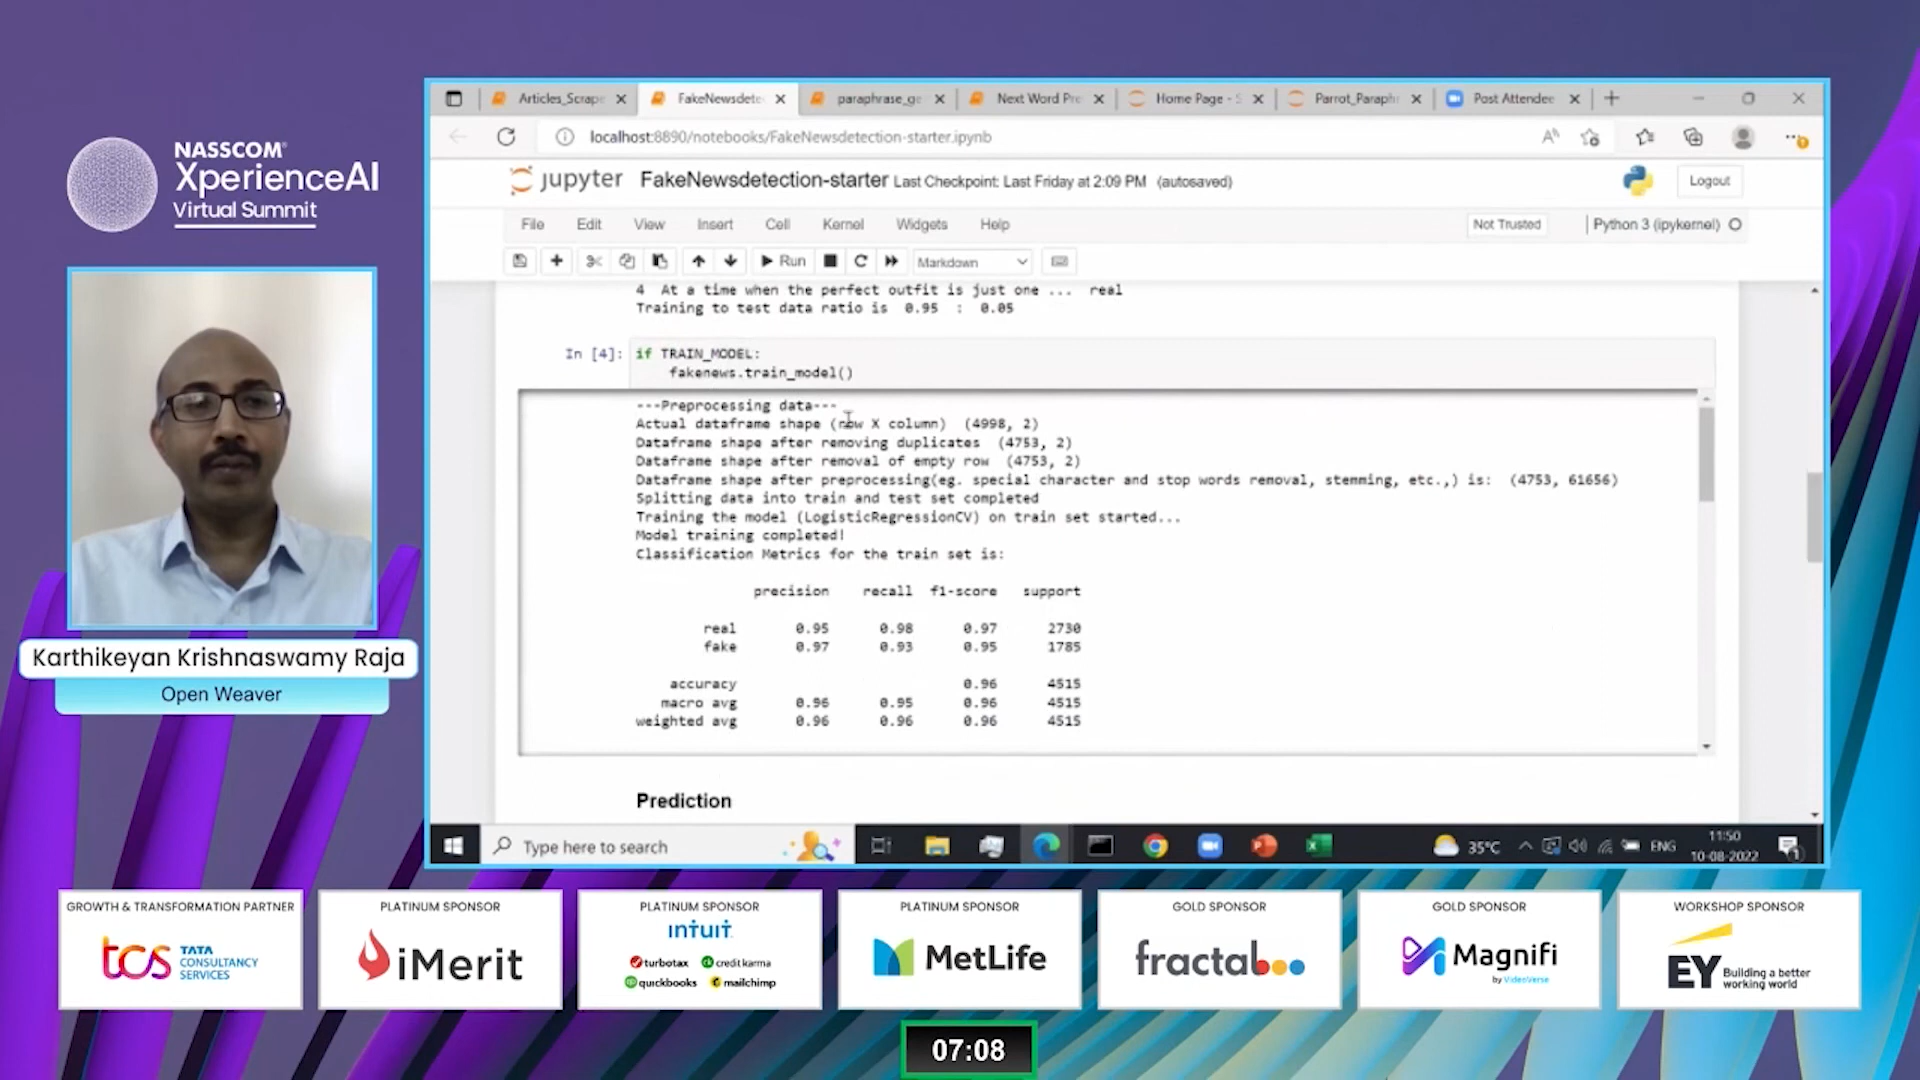 NASSCOM®
XperienceAI
Virtual Summit
Karthikeyan Krishnaswamy Raja
Open Weaver
Articles_Scrape
FakeNewsdete
paraphrase_ge
Next Word Pre
Home Page - S
Parrot_Paraphr
Post Attendee
localhost:8890/notebooks/FakeNewsdetection-starter.ipynb
jupyter FakeNewsdetection-starter Last Checkpoint: Last Friday at 2:09 PM (autosaved)
Logout
File Edit View Insert Cell Kernel Widgets Help
Not Trusted
Python 3 (ipykernel)
Run
Markdown
4 At a time when the perfect outfit is just one ... real
Training to test data ratio is 0.95 : 0.05
In [4]: if TRAIN_MODEL:
fakenews.train_model()
---Preprocessing data---
Actual dataframe shape (row X column) (4998, 2)
Dataframe shape after removing duplicates (4753, 2)
Dataframe shape after removal of empty row (4753, 2)
Dataframe shape after preprocessing(eg. special character and stop words removal, stemming, etc.,) is: (4753, 61656)
Splitting data into train and test set completed
Training the model (LogisticRegressionCV) on train set started...
Model training completed!
Classification Metrics for the train set is:
precision recall f1-score support
real 0.95 0.98 0.97 2730
fake 0.97 0.93 0.95 1785
accuracy 0.96 4515
macro avg 0.96 0.95 0.96 4515
weighted avg 0.96 0.96 0.96 4515
Prediction
Type here to search
35°C
ENG
11:50
10-08-2022
GROWTH & TRANSFORMATION PARTNER
tcs TATA
CONSULTANCY
SERVICES
PLATINUM SPONSOR
iMerit
PLATINUM SPONSOR
INTUIT
turbotax creditkarma
quickbooks mailchimp
PLATINUM SPONSOR
MetLife
GOLD SPONSOR
fractal
GOLD SPONSOR
Magnifi
by VideoVerse
WORKSHOP SPONSOR
EY Building a better
working world
07:08